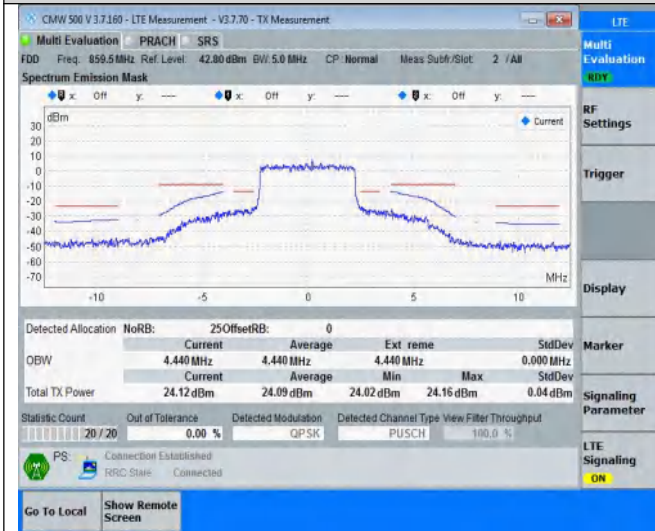 CMW 500 V 3.7.160 - LTE Measurement - V3.7.70 - TX Measurement
LTE
Multi Evaluation PRACH SRS
Multi Evaluation
RDY
FDD Freq. 859.5 MHz Ref. Level: 42.80 dBm BW: 5.0 MHz CP: Normal Meas Subfr./Slot: 2 / All
Spectrum Emission Mask
x: Off y: --- x: Off y: --- x: Off y: ---
dBm
Current
30
20
10
0
-10
-20
-30
-40
-50
-60
-70
MHz
-10 -5 0 5 10
RF Settings
Trigger
Display
Marker
Signaling Parameter
LTE Signaling
ON
Detected Allocation NoRB: 25 OffsetRB: 0
Current Average Ext reme StdDev
OBW 4.440 MHz 4.440 MHz 4.440 MHz 0.000 MHz
Current Average Min Max StdDev
Total TX Power 24.12 dBm 24.09 dBm 24.02 dBm 24.16 dBm 0.04 dBm
Statistic Count Out of Tolerance Detected Modulation Detected Channel Type View Filter Throughput
20 / 20 0.00 % QPSK PUSCH 100.0 %
PS: Connection Established
RRC State Connected
Go To Local
Show Remote Screen